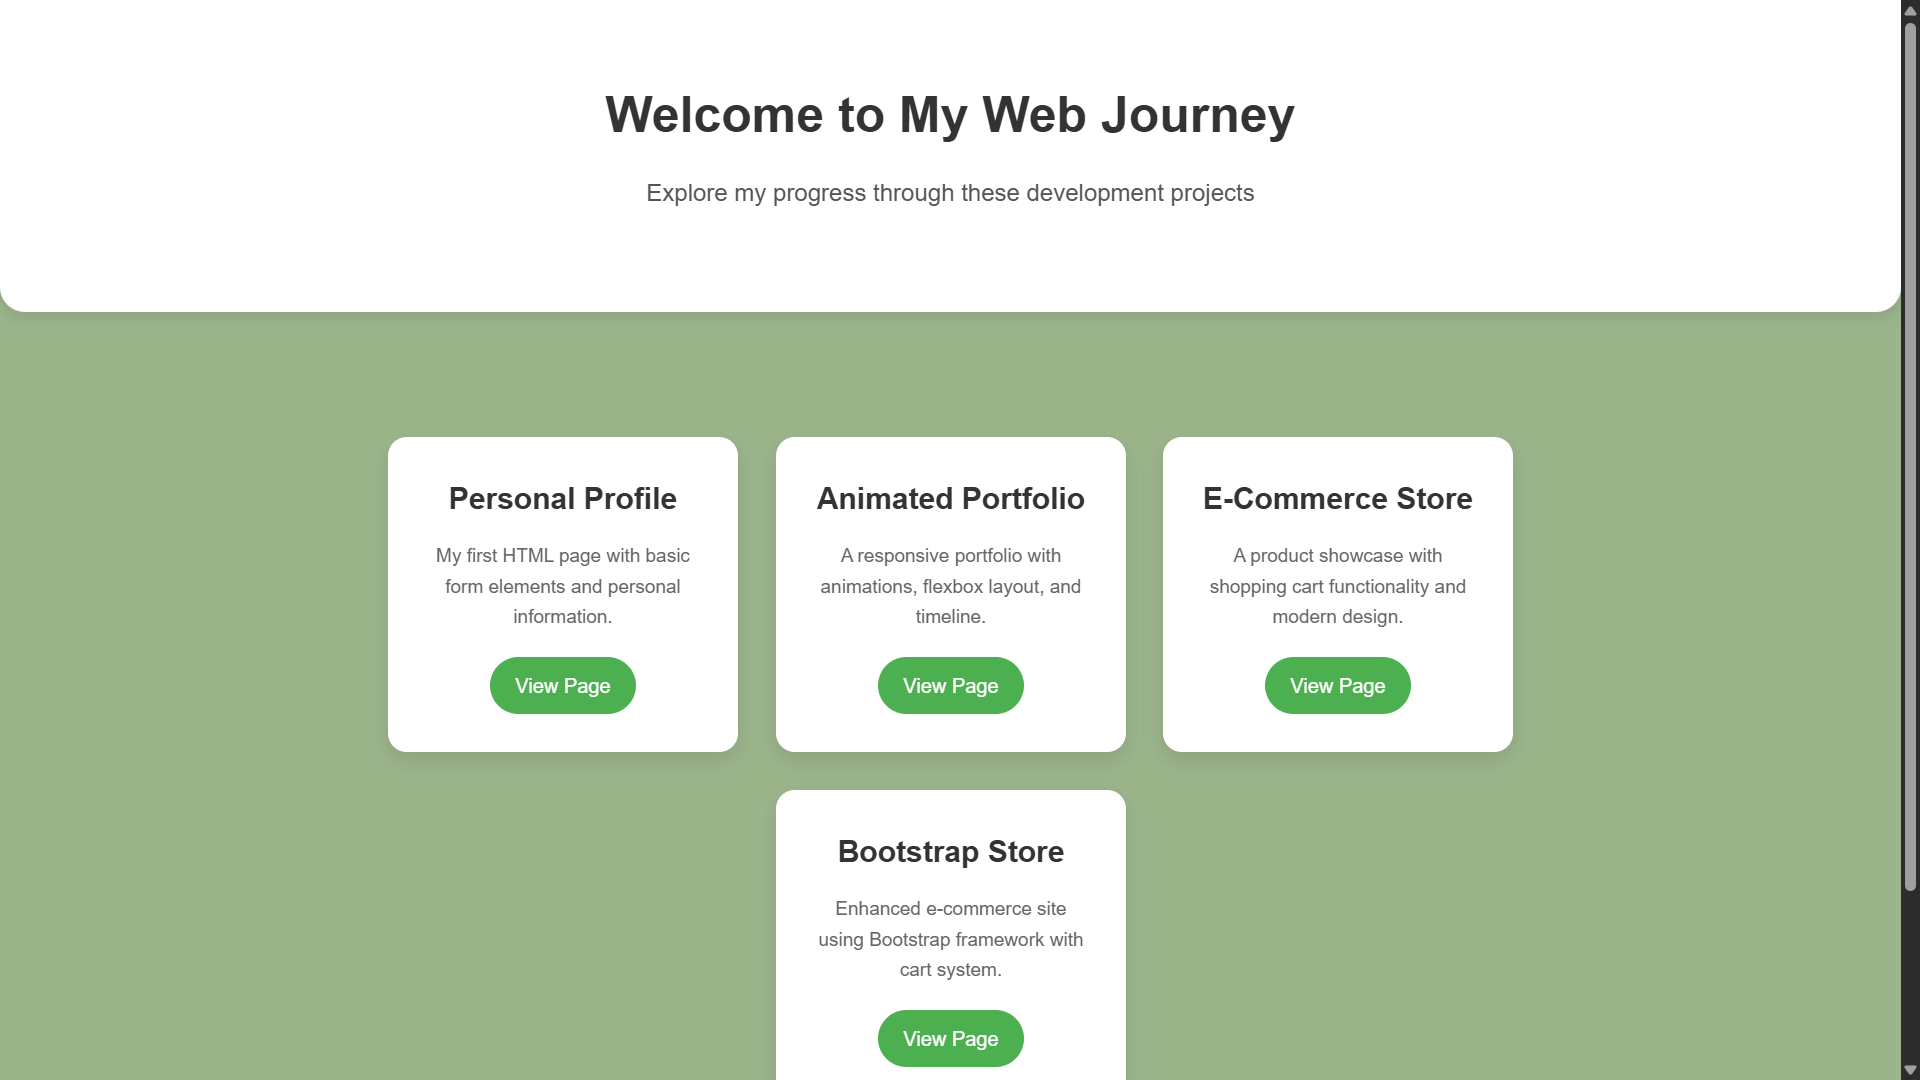 Welcome to My Web Journey
Explore my progress through these development projects
Personal Profile
My first HTML page with basic
form elements and personal
information.
View Page
Animated Portfolio
A responsive portfolio with
animations, flexbox layout, and
timeline.
View Page
E-Commerce Store
A product showcase with
shopping cart functionality and
modern design.
View Page
Bootstrap Store
Enhanced e-commerce site
using Bootstrap framework with
cart system.
View Page